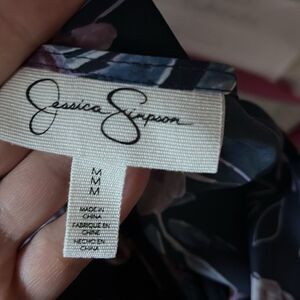 Jessica Simpson
M
M
M
MADE IN
CHINA
FABRIQUÉ EN
CHINE
HECHO EN
CHINA